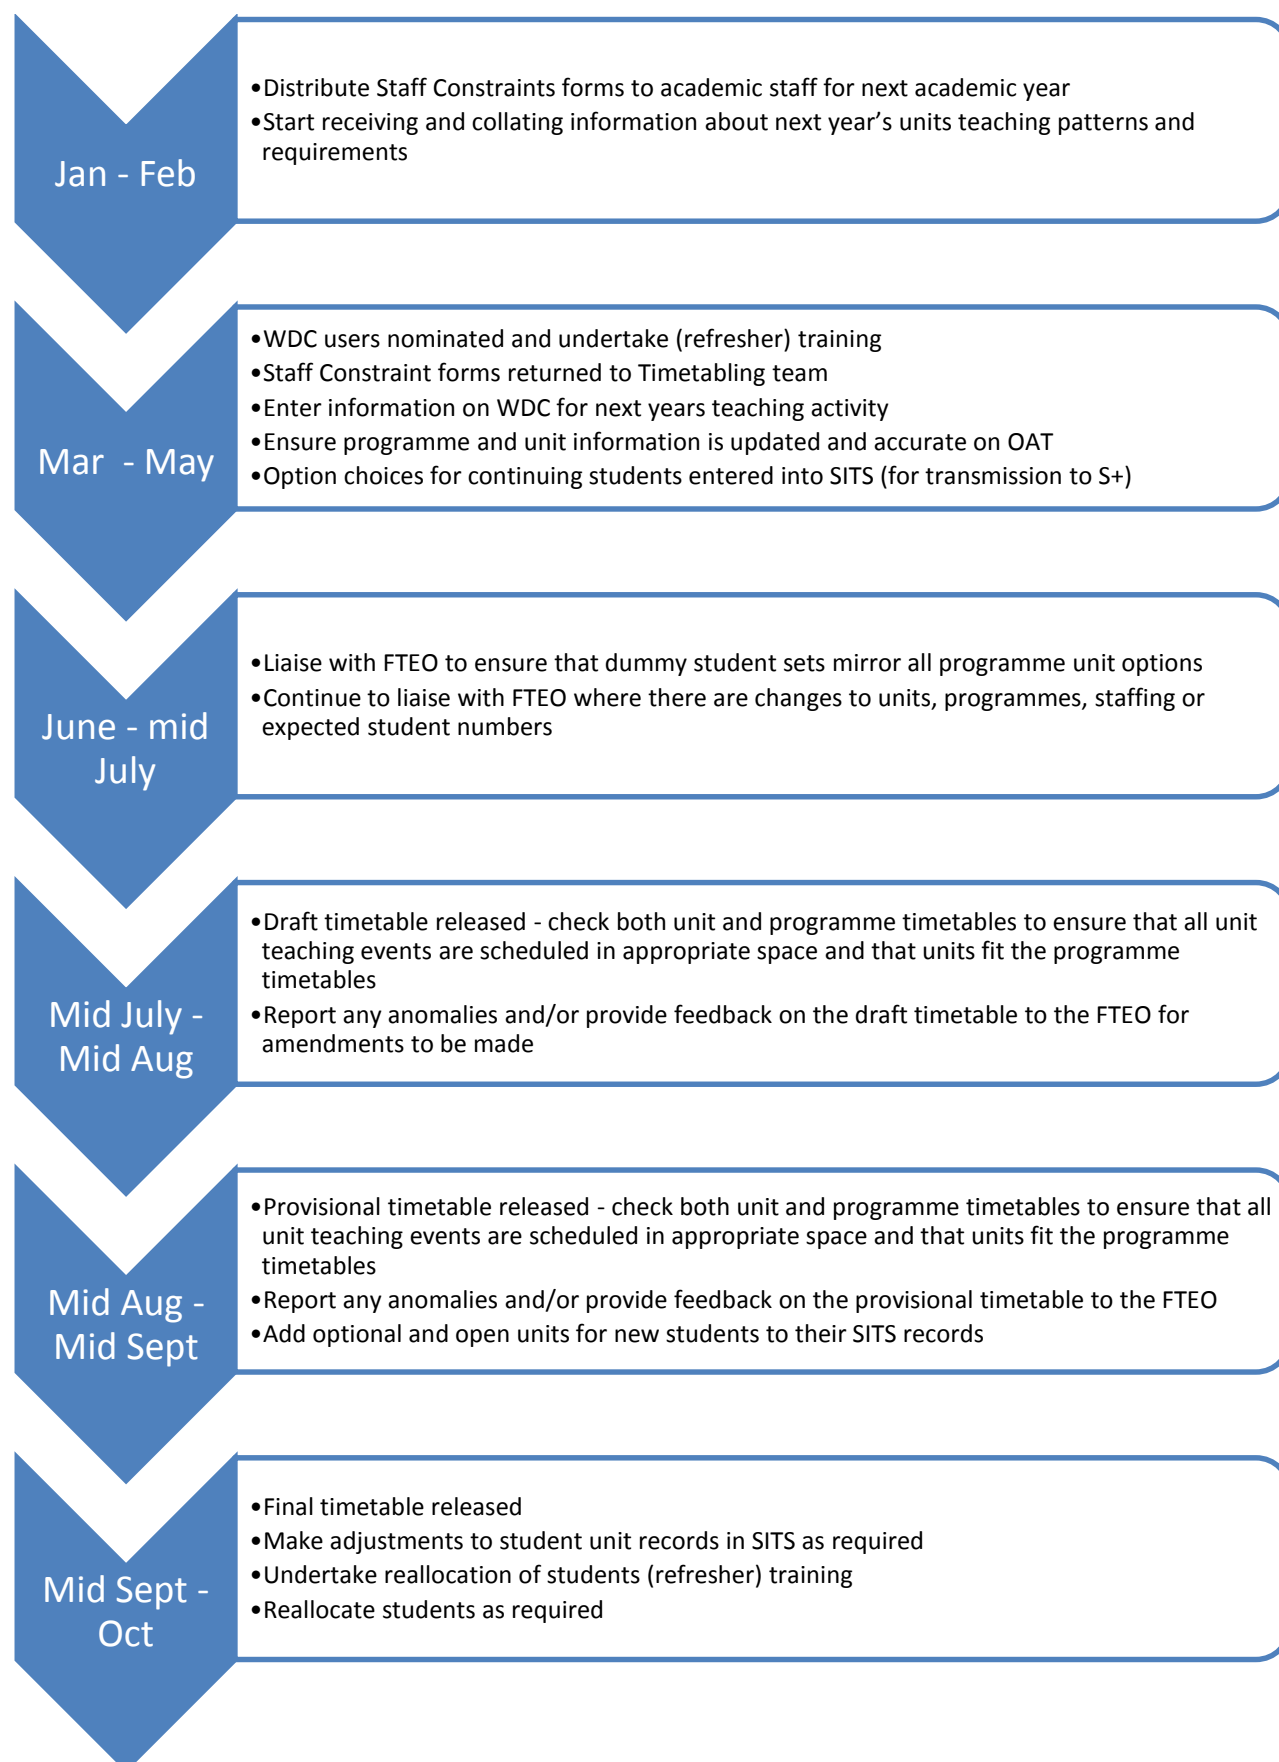 Jan - Feb
•Distribute Staff Constraints forms to academic staff for next academic year
•Start receiving and collating information about next year's units teaching patterns and
requirements
Mar - May
•WDC users nominated and undertake (refresher) training
•Staff Constraint forms returned to Timetabling team
•Enter information on WDC for next years teaching activity
•Ensure programme and unit information is updated and accurate on OAT
•Option choices for continuing students entered into SITS (for transmission to S+)
June - mid
July
•Liaise with FTEO to ensure that dummy student sets mirror all programme unit options
•Continue to liaise with FTEO where there are changes to units, programmes, staffing or
expected student numbers
Mid July -
Mid Aug
•Draft timetable released - check both unit and programme timetables to ensure that all unit
teaching events are scheduled in appropriate space and that units fit the programme
timetables
•Report any anomalies and/or provide feedback on the draft timetable to the FTEO for
amendments to be made
Mid Aug -
Mid Sept
•Provisional timetable released - check both unit and programme timetables to ensure that all
unit teaching events are scheduled in appropriate space and that units fit the programme
timetables
•Report any anomalies and/or provide feedback on the provisional timetable to the FTEO
•Add optional and open units for new students to their SITS records
Mid Sept -
Oct
•Final timetable released
•Make adjustments to student unit records in SITS as required
•Undertake reallocation of students (refresher) training
•Reallocate students as required